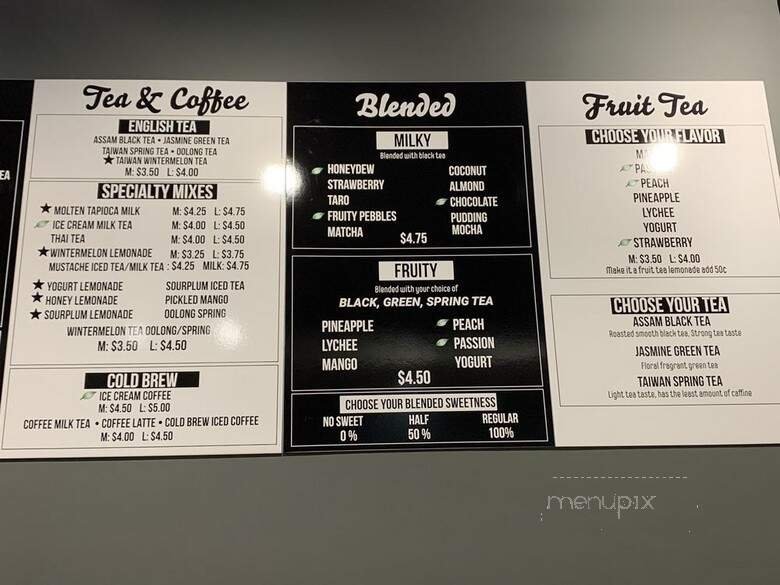 EA
Tea & Coffee
ENGLISH TEA
ASSAM BLACK TEA • JASMINE GREEN TEA
TAIWAN SPRING TEA • OOLONG TEA
★ TAIWAN WINTERMELON TEA
M: $3.50 L: $4.00
SPECIALTY MIXES
★ MOLTEN TAPIOCA MILK M: $4.25 L: $4.75
ICE CREAM MILK TEA M: $4.00 L: $4.50
THAI TEA M: $4.00 L: $4.50
★ WINTERMELON LEMONADE M: $3.25 L: $3.75
MUSTACHE ICED TEA/MILK TEA : $4.25 MILK: $4.75
★ YOGURT LEMONADE SOURPLUM ICED TEA
★ HONEY LEMONADE PICKLED MANGO
★ SOURPLUM LEMONADE OOLONG SPRING
WINTERMELON TEA OOLONG/SPRING
M: $3.50 L: $4.50
COLD BREW
ICE CREAM COFFEE
M: $4.50 L: $5.00
COFFEE MILK TEA • COFFEE LATTE • COLD BREW ICED COFFEE
M: $4.00 L: $4.50
Blended
MILKY
Blended with black tea
HONEYDEW COCONUT
STRAWBERRY ALMOND
TARO CHOCOLATE
FRUITY PEBBLES PUDDING
MATCHA MOCHA
$4.75
FRUITY
Blended with your choice of
BLACK, GREEN, SPRING TEA
PINEAPPLE PEACH
LYCHEE PASSION
MANGO YOGURT
$4.50
CHOOSE YOUR BLENDED SWEETNESS
NO SWEET HALF REGULAR
0 % 50 % 100%
Fruit Tea
CHOOSE YOUR FLAVOR
PEACH
PINEAPPLE
LYCHEE
YOGURT
STRAWBERRY
M: $3.50 L: $4.00
Make it a fruit tea lemonade add 50c
CHOOSE YOUR TEA
ASSAM BLACK TEA
Roasted smooth black tea, Strong tea taste
JASMINE GREEN TEA
Floral fragrant green tea
TAIWAN SPRING TEA
Light tea taste, has the least amount of caffine
menupix